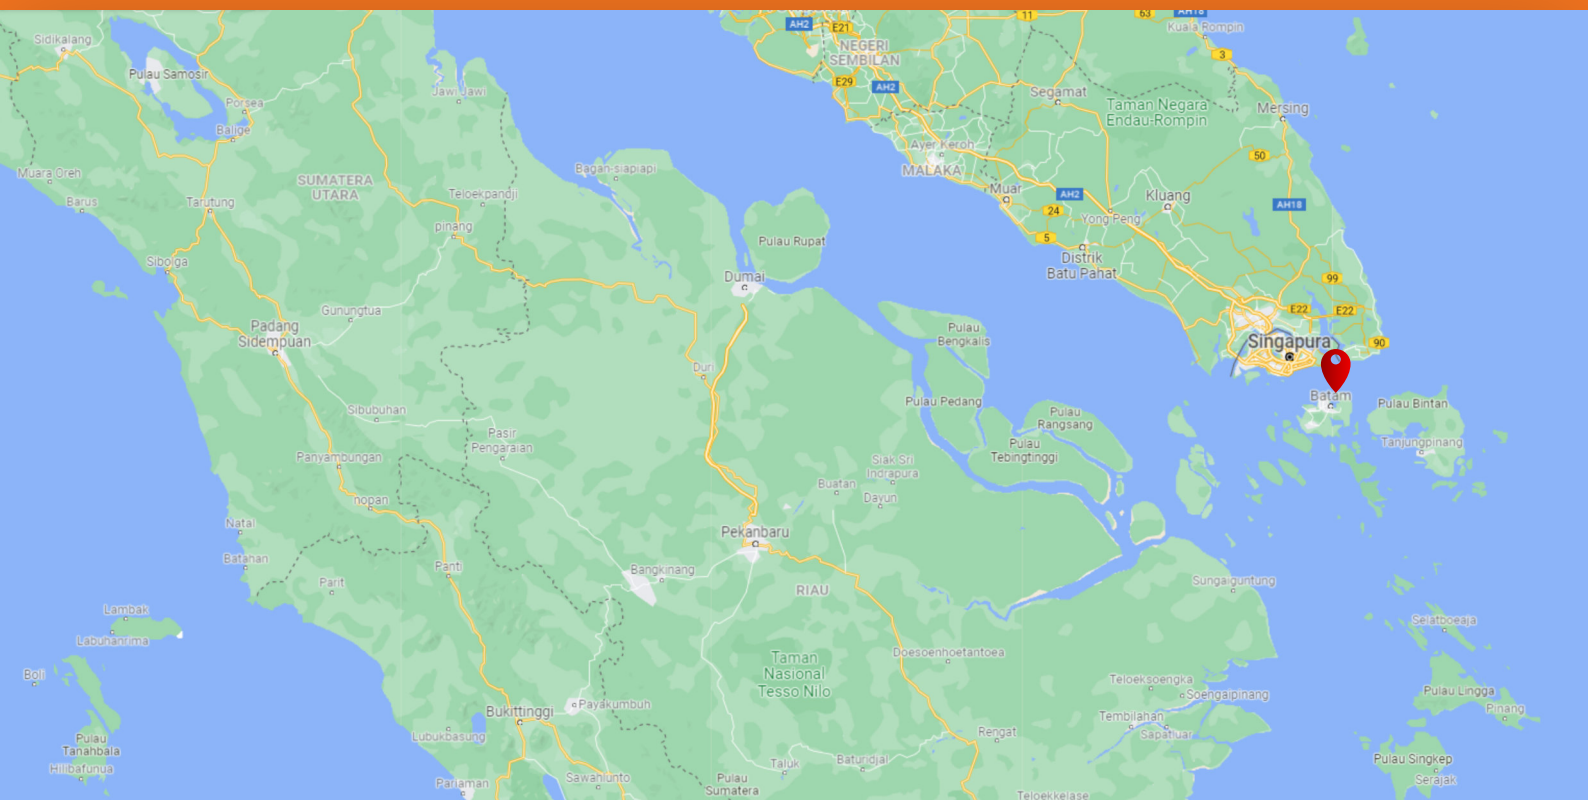 11
63
AH18
Kuala Rompin
AH2
E21
Sidikalang
NEGERI
SEMBILAN
3
Pulau Samosir
E29
AH2
Jawi Jawi
Segamat
Taman Negara
Endau-Rompin
Mersing
Porsea
Balige
Ayer Keroh
MALAKA
50
Bagan-siapiapi
Muara Oreh
SUMATERA
UTARA
Teloekpandji
Muar
AH2
Kluang
Barus
Tarutung
24
AH18
Yong Peng
pinang
5
Pulau Rupat
Distrik
Batu Pahat
Sibolga
Dumai
99
Gunungtua
E22
E22
Padang
Sidempuan
Pulau
Bengkalis
Singapura
90
Duri
Batam
Pulau Pedang
Pulau
Rangsang
Pulau Bintan
Sibubuhan
Pasir
Pengaraian
Pulau
Tebingtinggi
Tanjungpinang
Panyambungan
Siak Sri
Indrapura
Buatan
Dayun
nopan
Natal
Pekanbaru
Batahan
Panti
Bangkinang
Parit
RIAU
Sungaiguntung
Lambak
Labuhanrima
Selatboeaja
Doesoenhoetantoea
Taman
Nasional
Tesso Nilo
Boli
Teloeksoengka
Soengaipinang
Pulau Lingga
Pinang
Payakumbuh
Bukittinggi
Tembilahan
Sapatluar
Lubukbasung
Rengat
Pulau
Tanahbala
Hilibafunua
Taluk
Baturidjal
Pulau Singkep
Serajak
Pariaman
Sawahlunto
Pulau
Sumatera
Teloekkelase